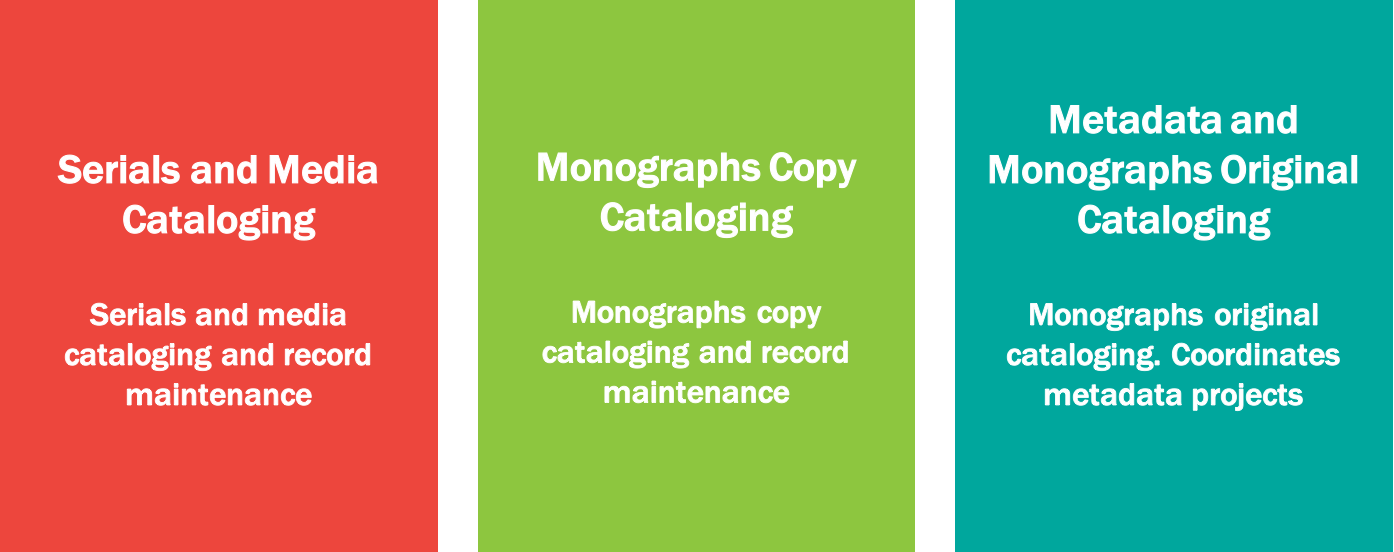 Serials and Media
Cataloging
Serials and media
cataloging and record
maintenance
Monographs Copy
Cataloging
Monographs copy
cataloging and record
maintenance
Metadata and
Monographs Original
Cataloging
Monographs original
cataloging. Coordinates
metadata projects